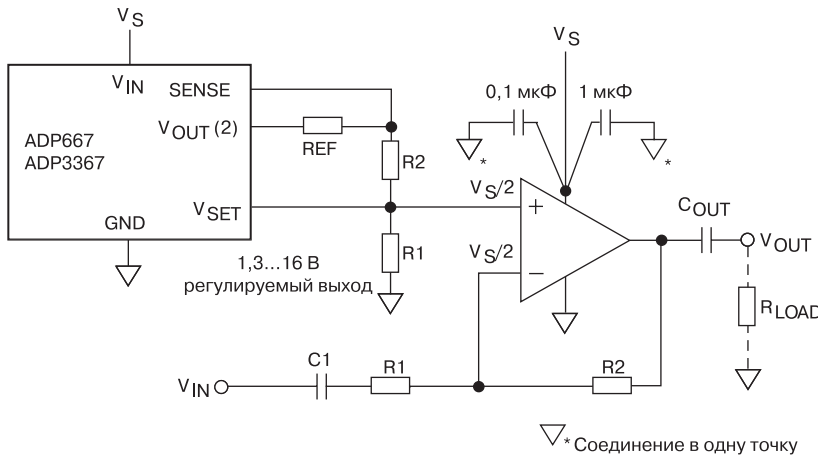 VS
VS
VIN
SENSE
0,1 мкФ
1 мкФ
VOUT (2)
ADP667
ADP3367
REF
*
*
R2
VS/2
VSET
+
COUT
GND
VOUT
R1
VS/2
1,3...16 В
регулируемый выход
–
RLOAD
C1
R1
R2
VIN
* Соединение в одну точку